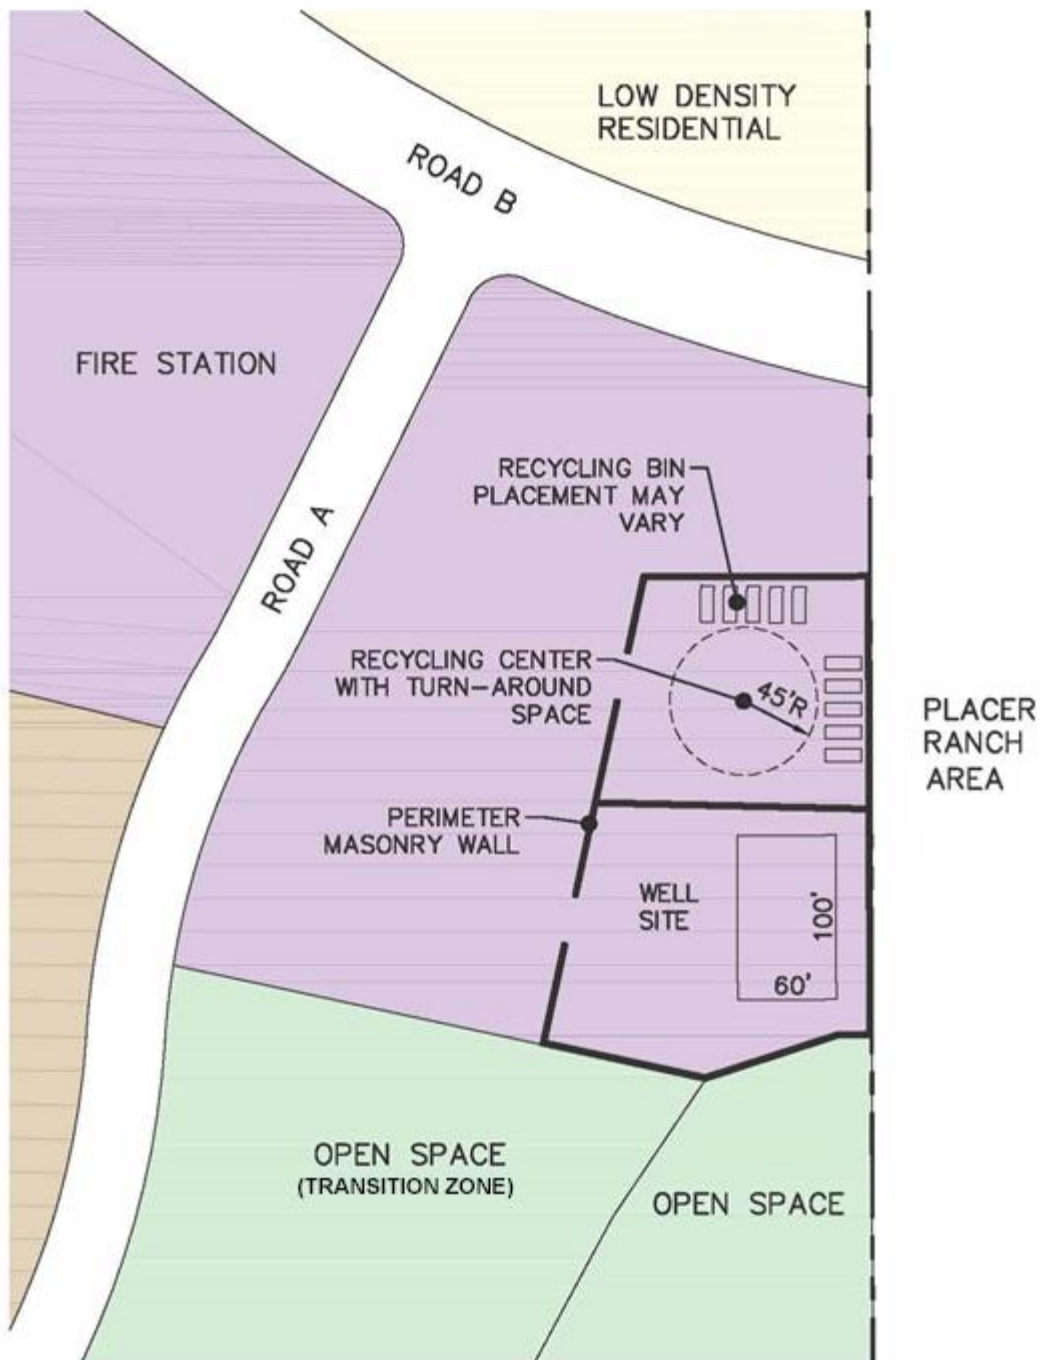 LOW DENSITY
RESIDENTIAL
ROAD B
FIRE STATION
RECYCLING BIN
PLACEMENT MAY
VARY
ROAD A
RECYCLING CENTER
WITH TURN-AROUND
SPACE
45'R
PLACER
RANCH
AREA
PERIMETER
MASONRY WALL
WELL
SITE
100'
60'
OPEN SPACE
(TRANSITION ZONE)
OPEN SPACE